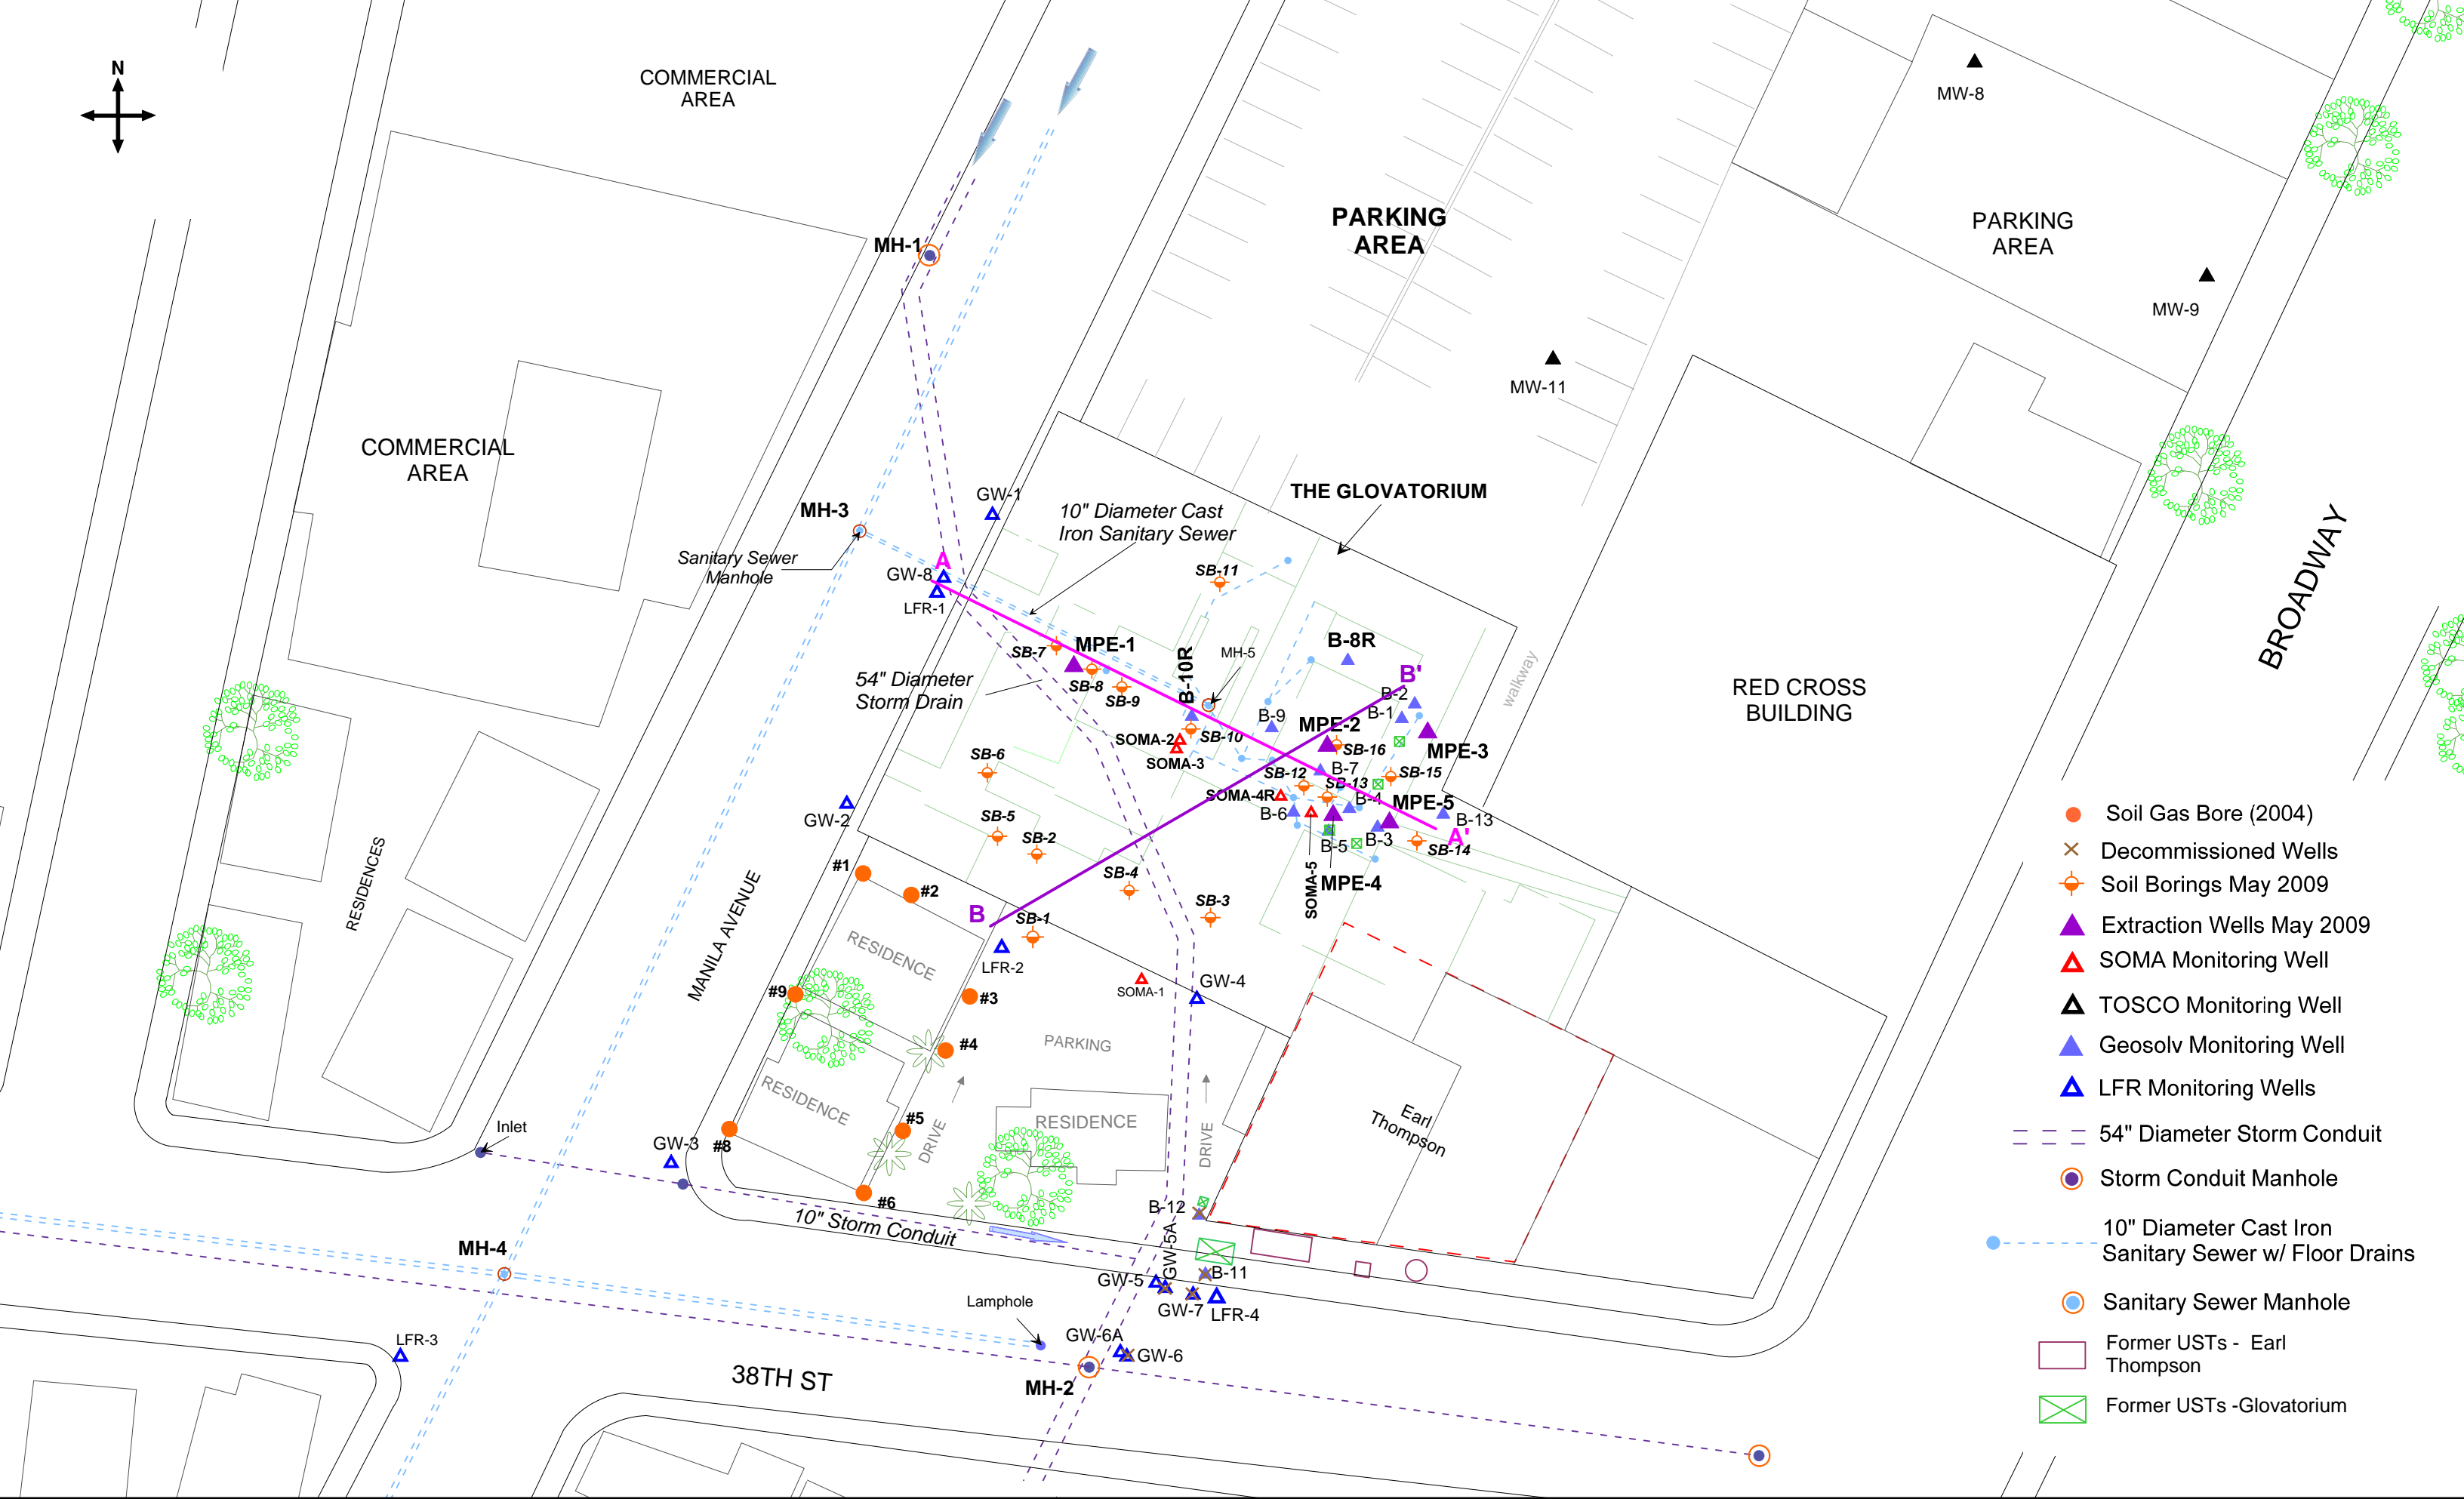 N
COMMERCIAL
AREA
MW-8
MH-1
PARKING
AREA
PARKING
AREA
MW-9
MW-11
COMMERCIAL
AREA
BROADWAY
GW-1
THE GLOVATORIUM
MH-3
10" Diameter Cast
Iron Sanitary Sewer
Sanitary Sewer
Manhole
A
GW-8
LFR-1
SB-11
SB-7
MPE-1
B-8R
MH-5
B-10R
walkway
SB-8
SB-9
54" Diameter
Storm Drain
B'
B-2
B-1
RED CROSS
BUILDING
B-9
MPE-2
SOMA-2
SB-10
SB-16
MPE-3
SOMA-3
SB-6
B-7
SB-12
SB-13
SB-15
SOMA-4R
B-4
MPE-5
B-6
B-13
GW-2
SB-5
SB-2
B-5
B-3
A'
SB-14
SOMA-5
MPE-4
RESIDENCES
MANILA AVENUE
#1
#2
SB-4
SB-3
B
SB-1
RESIDENCE
LFR-2
#9
#3
SOMA-1
GW-4
PARKING
#4
RESIDENCE
RESIDENCE
Earl
Thompson
DRIVE
DRIVE
Inlet
#5
GW-3
#8
#6
B-12
10" Storm Conduit
GW-5A
MH-4
GW-5
B-11
GW-7
LFR-4
Lamphole
LFR-3
GW-6A
GW-6
38TH ST
MH-2
Soil Gas Bore (2004)
Decommissioned Wells
Soil Borings May 2009
Extraction Wells May 2009
SOMA Monitoring Well
TOSCO Monitoring Well
Geosolv Monitoring Well
LFR Monitoring Wells
54" Diameter Storm Conduit
Storm Conduit Manhole
10" Diameter Cast Iron
Sanitary Sewer w/ Floor Drains
Sanitary Sewer Manhole
Former USTs - Earl
Thompson
Former USTs -Glovatorium